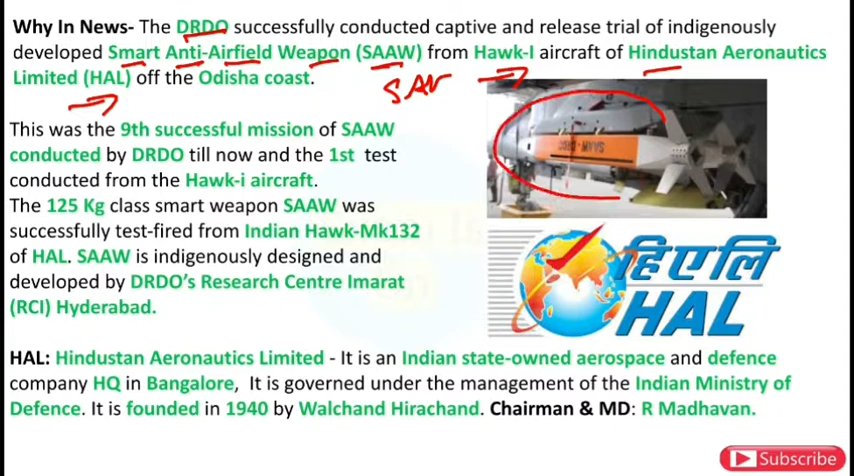 Why In News- The DRDO successfully conducted captive and release trial of indigenously
developed Smart Anti-Airfield Weapon (SAAW) from Hawk-I aircraft of Hindustan Aeronautics
Limited (HAL) off the Odisha coast.
This was the 9th successful mission of SAAW
conducted by DRDO till now and the 1st test
conducted from the Hawk-i aircraft.
The 125 Kg class smart weapon SAAW was
successfully test-fired from Indian Hawk-Mk132
of HAL. SAAW is indigenously designed and
developed by DRDO's Research Centre Imarat
(RCI) Hyderabad.
हिएलि
HAL
HAL: Hindustan Aeronautics Limited - It is an Indian state-owned aerospace and defence
company HQ in Bangalore, It is governed under the management of the Indian Ministry of
Defence. It is founded in 1940 by Walchand Hirachand. Chairman & MD: R Madhavan.
Subscribe